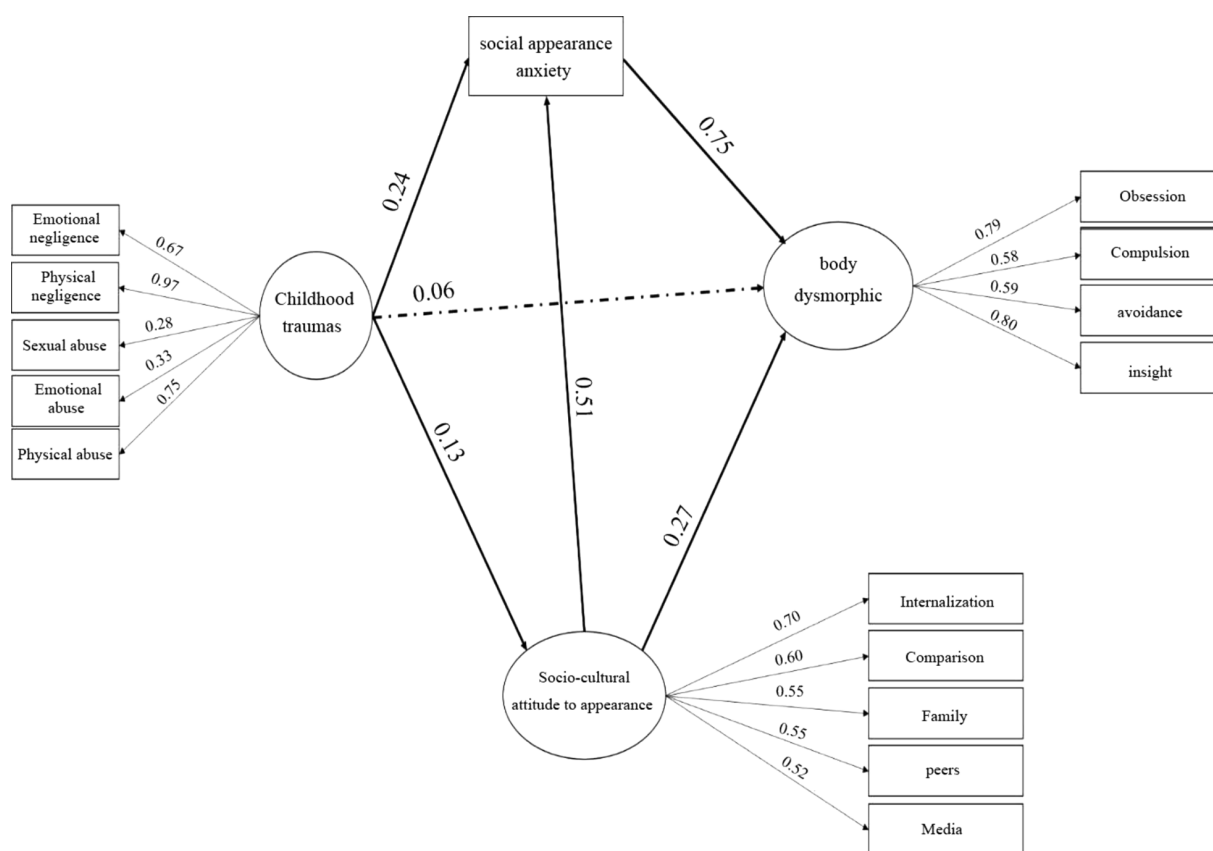 social appearance
anxiety
0.75
0.24
Emotional
negligence
0.67
Physical
negligence
0.97
Sexual abuse
0.28
Emotional
abuse
0.33
Physical abuse
0.75
Childhood
traumas
0.06
body
dysmorphic
0.79
Obsession
0.58
Compulsion
0.59
avoidance
0.80
insight
0.51
0.13
0.27
Socio-cultural
attitude to appearance
0.70
Internalization
0.60
Comparison
0.55
Family
0.55
peers
0.52
Media